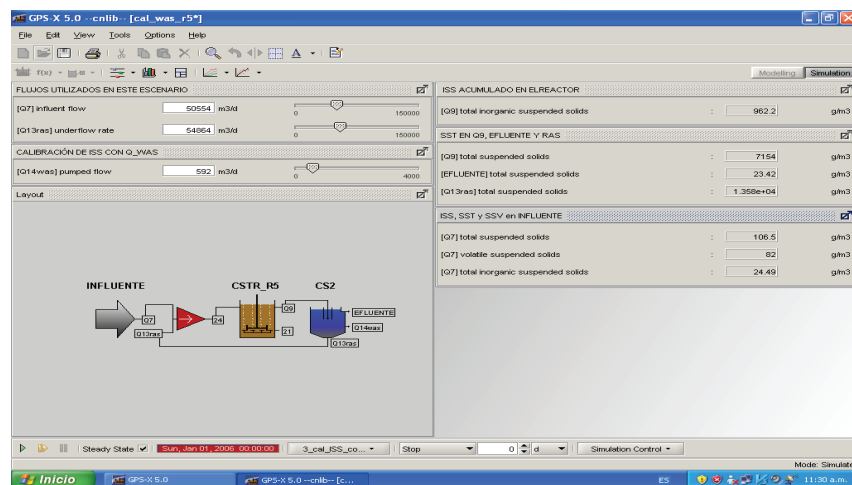 GPS-X 5.0 --cnlib-- [cal_was_r5*]
File Edit View Tools Options Help
f(x)
A
Modelling Simulation
FLUJOS UTILIZADOS EN ESTE ESCENARIO
[Q7] influent flow 50554 m3/d 0 150000
[Q13ras] underflow rate 54864 m3/d 0 150000
CALIBRACIÓN DE ISS CON Q_WAS
[Q14was] pumped flow 592 m3/d 0 4000
Layout
INFLUENTE CSTR_R5 CS2
Q7
Q13ras
24
Q9
21
EFLUENTE
Q14was
Q13ras
ISS ACUMULADO EN ELREACTOR
[Q9] total inorganic suspended solids : 962.2 g/m3
SST EN Q9, EFLUENTE Y RAS
[Q9] total suspended solids : 7154 g/m3
[EFLUENTE] total suspended solids : 23.42 g/m3
[Q13ras] total suspended solids : 1.358e+04 g/m3
ISS, SST y SSV en INFLUENTE
[Q7] total suspended solids : 106.5 g/m3
[Q7] volatile suspended solids : 82 g/m3
[Q7] total inorganic suspended solids : 24.49 g/m3
Steady State Sun, Jan 01, 2006 00:00:00 3_cal_ISS_co... Stop 0 d Simulation Control
Mode: Simulate
Inicio GPS-X 5.0 GPS-X 5.0 --cnlib-- [c... ES 11:30 a.m.